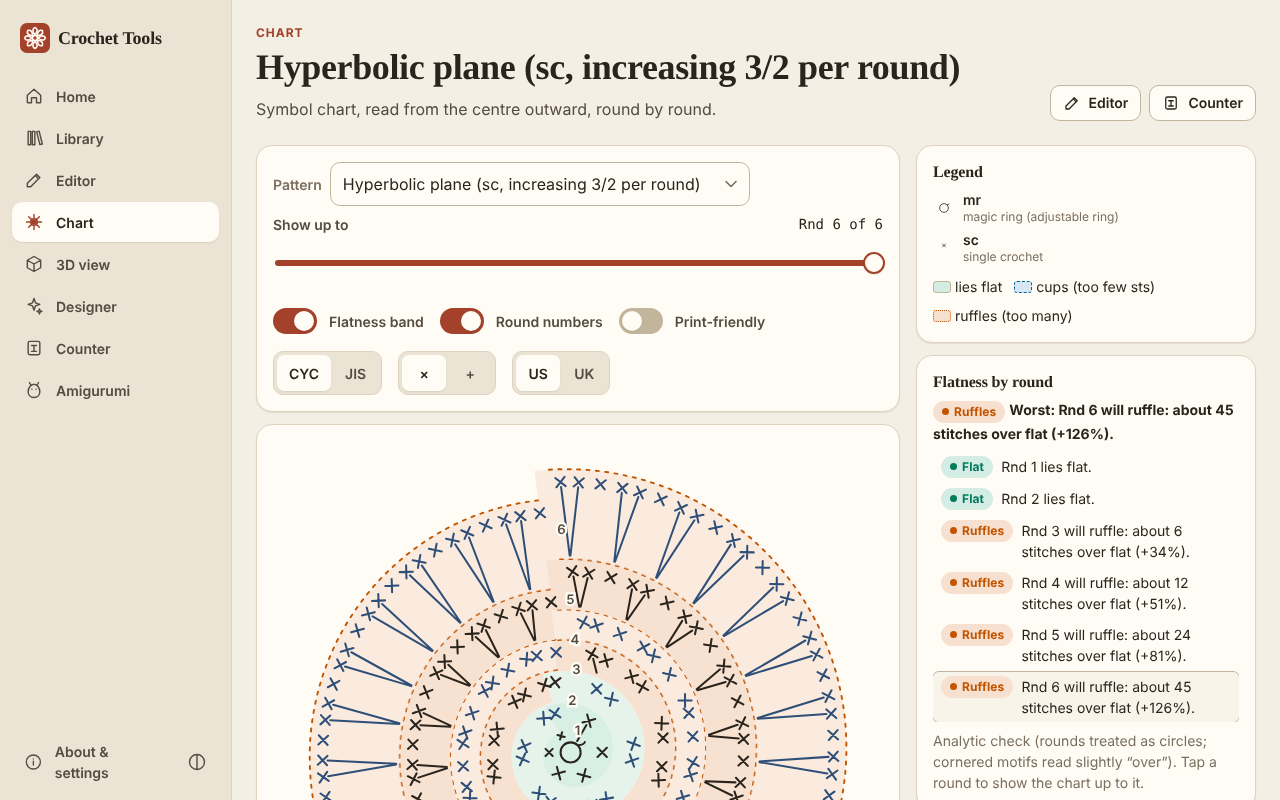 Crochet Tools
Home
Library
Editor
Chart
3D view
Designer
Counter
Amigurumi
About &
settings
CHART
Hyperbolic plane (sc, increasing 3/2 per round)
Symbol chart, read from the centre outward, round by round.
Editor
Counter
Pattern
Hyperbolic plane (sc, increasing 3/2 per round)
Show up to
Rnd 6 of 6
Flatness band
Round numbers
Print-friendly
CYC JIS
× +
US UK
6
5
4
3
2
1
Legend
mr
magic ring (adjustable ring)
sc
single crochet
lies flat
cups (too few sts)
ruffles (too many)
Flatness by round
Ruffles Worst: Rnd 6 will ruffle: about 45
stitches over flat (+126%).
Flat Rnd 1 lies flat.
Flat Rnd 2 lies flat.
Ruffles Rnd 3 will ruffle: about 6
stitches over flat (+34%).
Ruffles Rnd 4 will ruffle: about 12
stitches over flat (+51%).
Ruffles Rnd 5 will ruffle: about 24
stitches over flat (+81%).
Ruffles Rnd 6 will ruffle: about 45
stitches over flat (+126%).
Analytic check (rounds treated as circles;
cornered motifs read slightly “over”). Tap a
round to show the chart up to it.